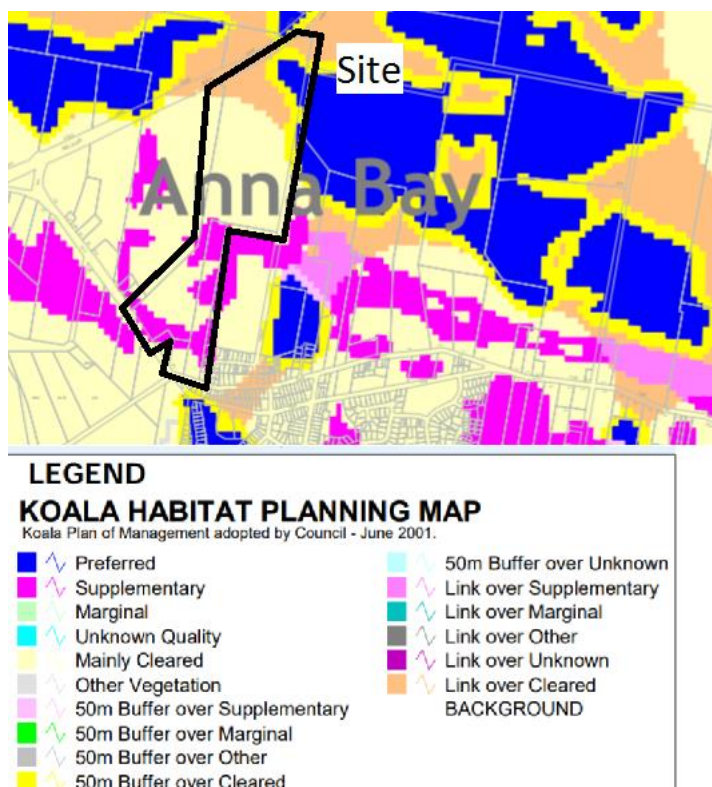 Site
Anna Bay
LEGEND
KOALA HABITAT PLANNING MAP
Koala Plan of Management adopted by Council - June 2001.
Preferred
Supplementary
Marginal
Unknown Quality
Mainly Cleared
Other Vegetation
50m Buffer over Supplementary
50m Buffer over Marginal
50m Buffer over Other
50m Buffer over Cleared
50m Buffer over Unknown
Link over Supplementary
Link over Marginal
Link over Other
Link over Unknown
Link over Cleared
BACKGROUND